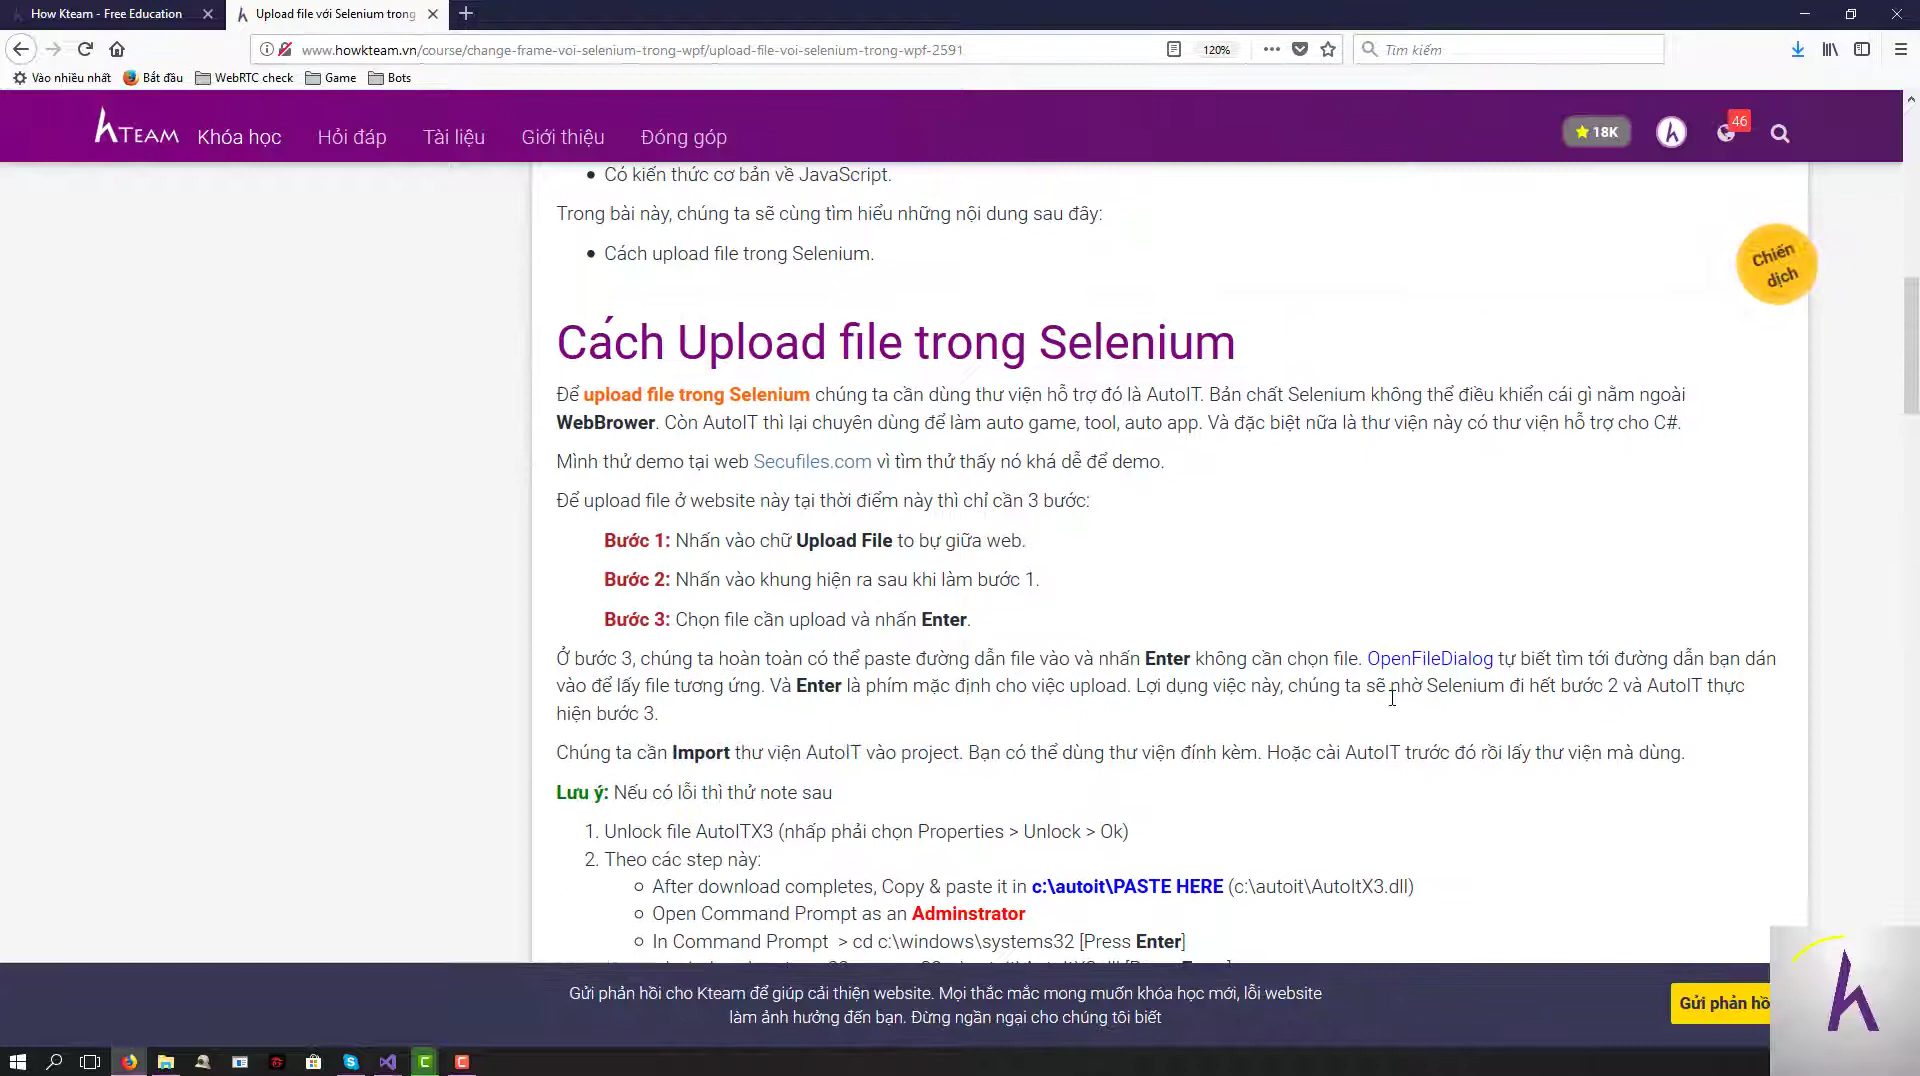 How Kteam - Free Education
Upload file với Selenium trong
www.howkteam.vn/course/change-frame-voi-selenium-trong-wpf/upload-file-voi-selenium-trong-wpf-2591
120%
Tìm kiếm
Vào nhiều nhất
Bắt đầu
WebRTC check
Game
Bots
TEAM
Khóa học
Hỏi đáp
Tài liệu
Giới thiệu
Đóng góp
18K
46
Có kiến thức cơ bản về JavaScript.
Trong bài này, chúng ta sẽ cùng tìm hiểu những nội dung sau đây:
Cách upload file trong Selenium.
Chiến
dịch
Cách Upload file trong Selenium
Để upload file trong Selenium chúng ta cần dùng thư viện hỗ trợ đó là AutoIT. Bản chất Selenium không thể điều khiển cái gì nằm ngoài
WebBrower. Còn AutoIT thì lại chuyên dùng để làm auto game, tool, auto app. Và đặc biệt nữa là thư viện này có thư viện hỗ trợ cho C#.
Mình thử demo tại web Secufiles.com vì tìm thử thấy nó khá dễ để demo.
Để upload file ở website này tại thời điểm này thì chỉ cần 3 bước:
Bước 1: Nhấn vào chữ Upload File to bự giữa web.
Bước 2: Nhấn vào khung hiện ra sau khi làm bước 1.
Bước 3: Chọn file cần upload và nhấn Enter.
Ở bước 3, chúng ta hoàn toàn có thể paste đường dẫn file vào và nhấn Enter không cần chọn file. OpenFileDialog tự biết tìm tới đường dẫn bạn dán
vào để lấy file tương ứng. Và Enter là phím mặc định cho việc upload. Lợi dụng việc này, chúng ta sẽ nhờ Selenium đi hết bước 2 và AutoIT thực
hiện bước 3.
Chúng ta cần Import thư viện AutoIT vào project. Bạn có thể dùng thư viện đính kèm. Hoặc cài AutoIT trước đó rồi lấy thư viện mà dùng.
Lưu ý: Nếu có lỗi thì thử note sau
1. Unlock file AutoITX3 (nhấp phải chọn Properties > Unlock > Ok)
2. Theo các step này:
After download completes, Copy & paste it in c:\autoit\PASTE HERE (c:\autoit\AutoItX3.dll)
Open Command Prompt as an Adminstrator
In Command Prompt > cd c:\windows\systems32 [Press Enter]
Gửi phản hồi cho Kteam để giúp cải thiện website. Mọi thắc mắc mong muốn khóa học mới, lỗi website
làm ảnh hưởng đến bạn. Đừng ngần ngại cho chúng tôi biết
Gửi phản hồ